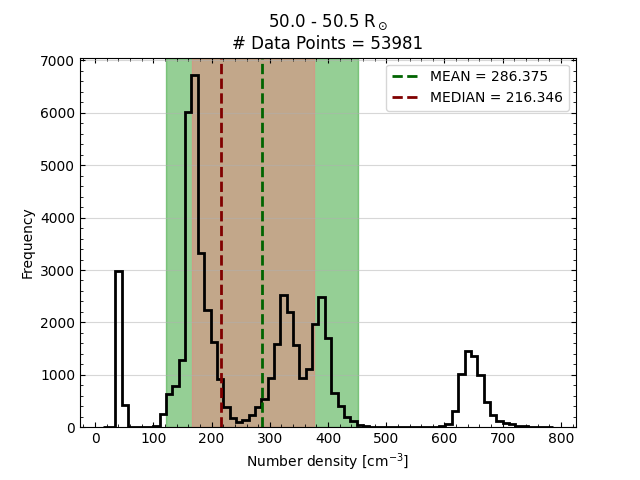 50.0 - 50.5 R⊙
# Data Points = 53981
MEAN = 286.375
MEDIAN = 216.346
Frequency
7000
6000
5000
4000
3000
2000
1000
0
0 100 200 300 400 500 600 700 800
Number density [cm⁻³]